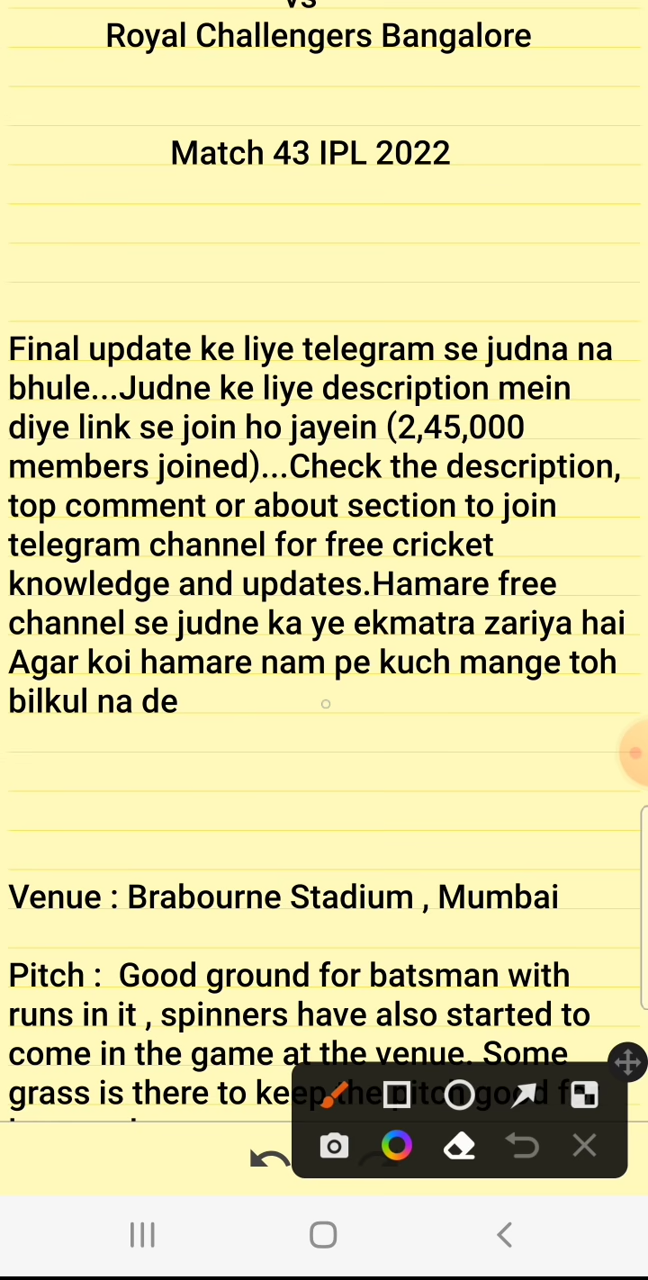 vs
Royal Challengers Bangalore
Match 43 IPL 2022
Final update ke liye telegram se judna na
bhule...Judne ke liye description mein
diye link se join ho jayein (2,45,000
members joined)...Check the description,
top comment or about section to join
telegram channel for free cricket
knowledge and updates.Hamare free
channel se judne ka ye ekmatra zariya hai
Agar koi hamare nam pe kuch mange toh
bilkul na de
Venue : Brabourne Stadium , Mumbai
Pitch :  Good ground for batsman with
runs in it , spinners have also started to
come in the game at the venue. Some
grass is there to keep the pitch good